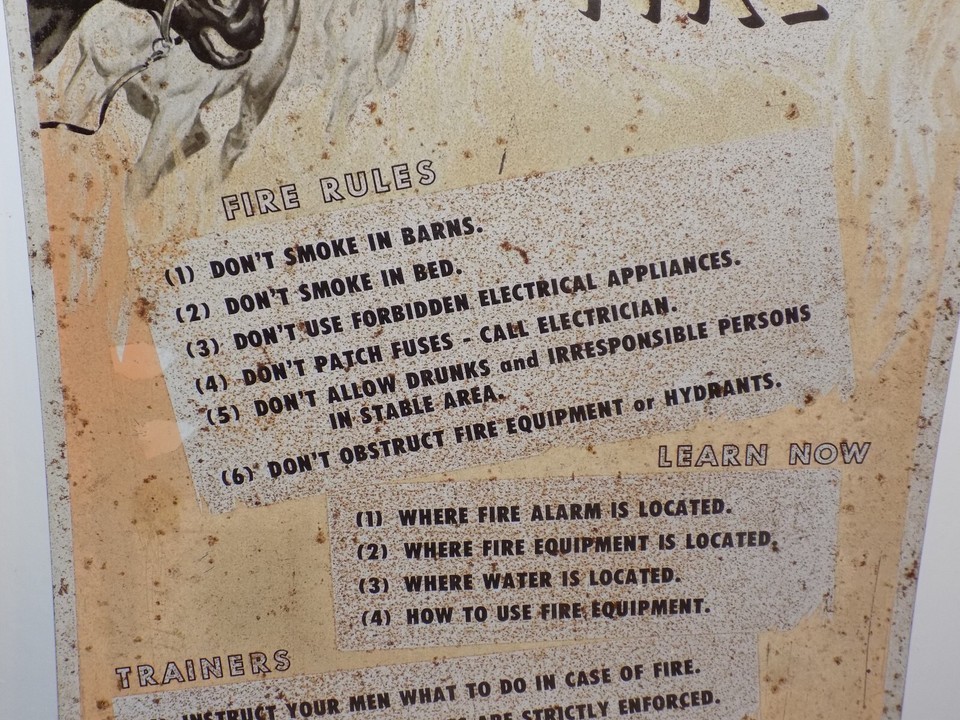 FIRE
FIRE RULES
(1) DON'T SMOKE IN BARNS.
(2) DON'T SMOKE IN BED.
(3) DON'T USE FORBIDDEN ELECTRICAL APPLIANCES.
(4) DON'T PATCH FUSES - CALL ELECTRICIAN.
(5) DON'T ALLOW DRUNKS and IRRESPONSIBLE PERSONS
IN STABLE AREA.
(6) DON'T OBSTRUCT FIRE EQUIPMENT or HYDRANTS.
LEARN NOW
(1) WHERE FIRE ALARM IS LOCATED.
(2) WHERE FIRE EQUIPMENT IS LOCATED.
(3) WHERE WATER IS LOCATED.
(4) HOW TO USE FIRE EQUIPMENT.
TRAINERS
INSTRUCT YOUR MEN WHAT TO DO IN CASE OF FIRE.
ARE STRICTLY ENFORCED.